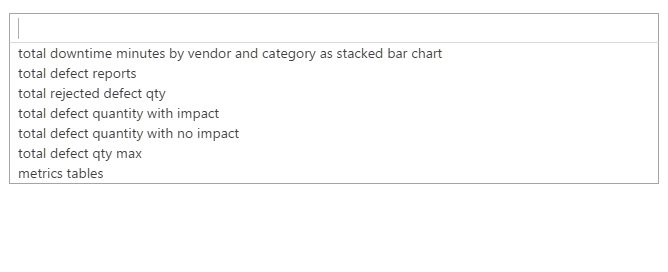 total downtime minutes by vendor and category as stacked bar chart
total defect reports
total rejected defect qty
total defect quantity with impact
total defect quantity with no impact
total defect qty max
metrics tables